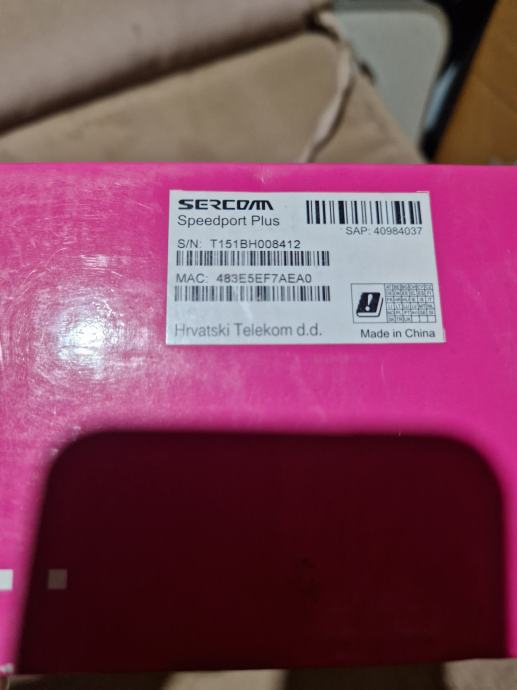 SERCOMM
Speedport Plus
SAP: 40984037
S/N: T151BH008412
MAC: 483E5EF7AEA0
Hrvatski Telekom d.d.
Made in China